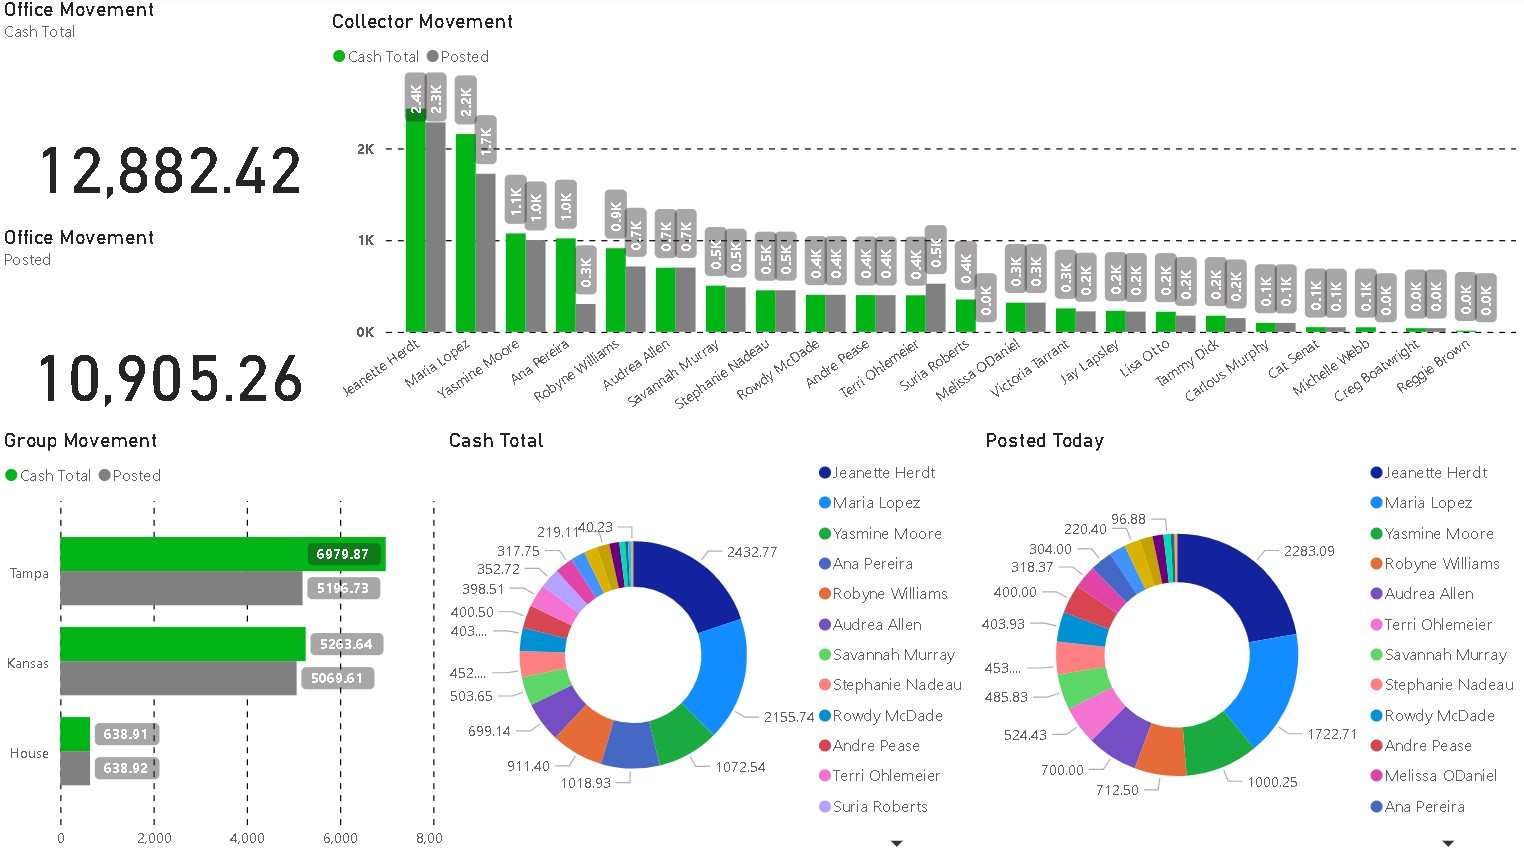 Office Movement
Cash Total
12,882.42
Office Movement
Posted
10,905.26
Collector Movement
Cash Total Posted
2K
1K
0K
2.4K 2.3K 2.2K 1.7K 1.1K 1.0K 1.0K 0.3K 0.9K 0.7K 0.7K 0.7K 0.5K 0.5K 0.5K 0.5K 0.4K 0.4K 0.4K 0.4K 0.4K 0.5K 0.4K 0.0K 0.3K 0.3K 0.3K 0.2K 0.2K 0.2K 0.2K 0.2K 0.2K 0.2K 0.1K 0.1K 0.1K 0.1K 0.1K 0.0K 0.0K 0.0K 0.0K 0.0K
Jeanette Herdt
Maria Lopez
Yasmine Moore
Ana Pereira
Robyne Williams
Audrea Allen
Savannah Murray
Stephanie Nadeau
Rowdy McDade
Andre Pease
Terri Ohlemeier
Suria Roberts
Melissa ODaniel
Victoria Tarrant
Jay Lapsley
Lisa Otto
Tammy Dick
Carlous Murphy
Cat Senat
Michelle Webb
Creg Boatwright
Reggie Brown
Group Movement
Cash Total Posted
Tampa
6979.87
5196.73
Kansas
5263.64
5069.61
House
638.91
638.92
0 2,000 4,000 6,000 8,00
Cash Total
2432.77
2155.74
1072.54
1018.93
911.40
699.14
503.65
452....
403....
400.50
398.51
352.72
317.75
219.11
40.23
Jeanette Herdt
Maria Lopez
Yasmine Moore
Ana Pereira
Robyne Williams
Audrea Allen
Savannah Murray
Stephanie Nadeau
Rowdy McDade
Andre Pease
Terri Ohlemeier
Suria Roberts
Posted Today
2283.09
1722.71
1000.25
712.50
700.00
524.43
485.83
453....
403.93
400.00
318.37
304.00
220.40
96.88
Jeanette Herdt
Maria Lopez
Yasmine Moore
Robyne Williams
Audrea Allen
Terri Ohlemeier
Savannah Murray
Stephanie Nadeau
Rowdy McDade
Andre Pease
Melissa ODaniel
Ana Pereira